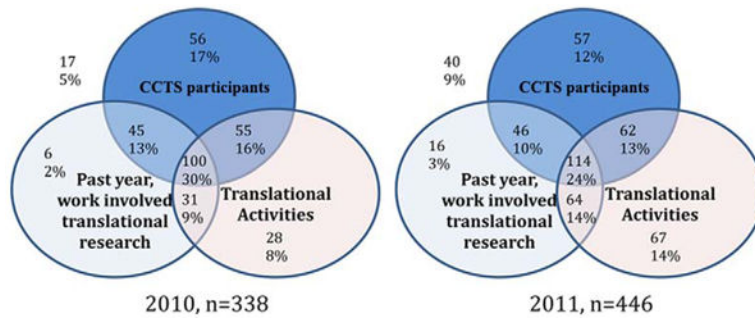 56
17%
17
5%
CCTS participants
45
13%
55
16%
6
2%
100
30%
Past year,
work involved
translational
research
31
9%
Translational
Activities
28
8%
2010, n=338
57
12%
40
9%
CCTS participants
46
10%
62
13%
16
3%
114
24%
Past year,
work involved
translational
research
64
14%
Translational
Activities
67
14%
2011, n=446